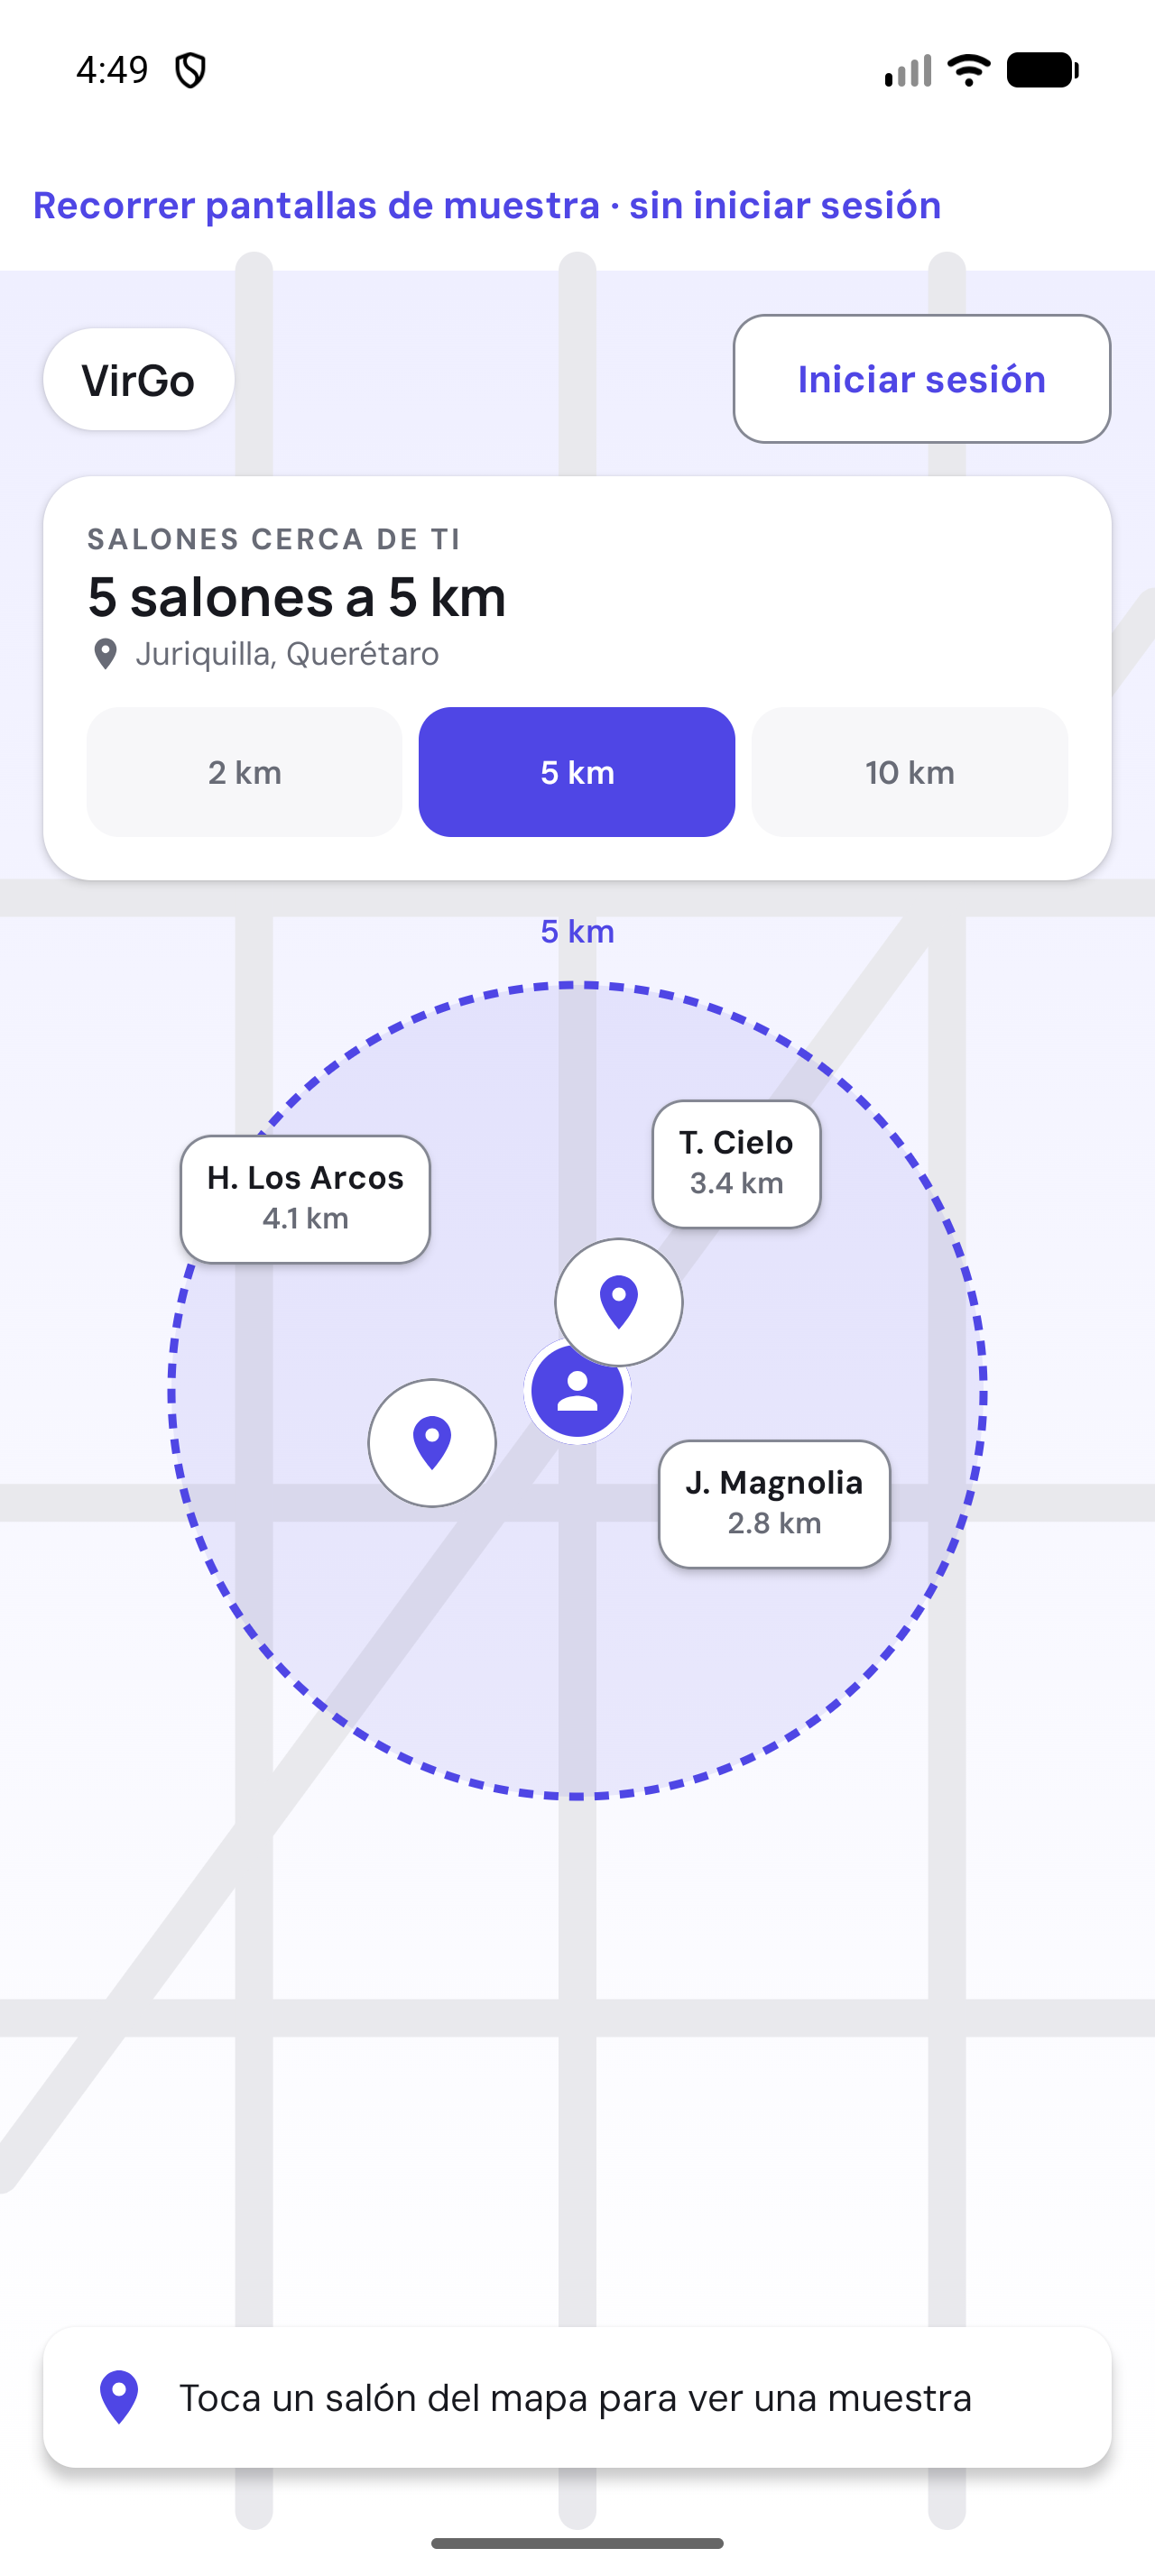 4:49
Recorrer pantallas de muestra · sin iniciar sesión
VirGo
Iniciar sesión
SALONES CERCA DE TI
5 salones a 5 km
Juriquilla, Querétaro
2 km
5 km
10 km
5 km
T. Cielo
3.4 km
H. Los Arcos
4.1 km
J. Magnolia
2.8 km
Toca un salón del mapa para ver una muestra